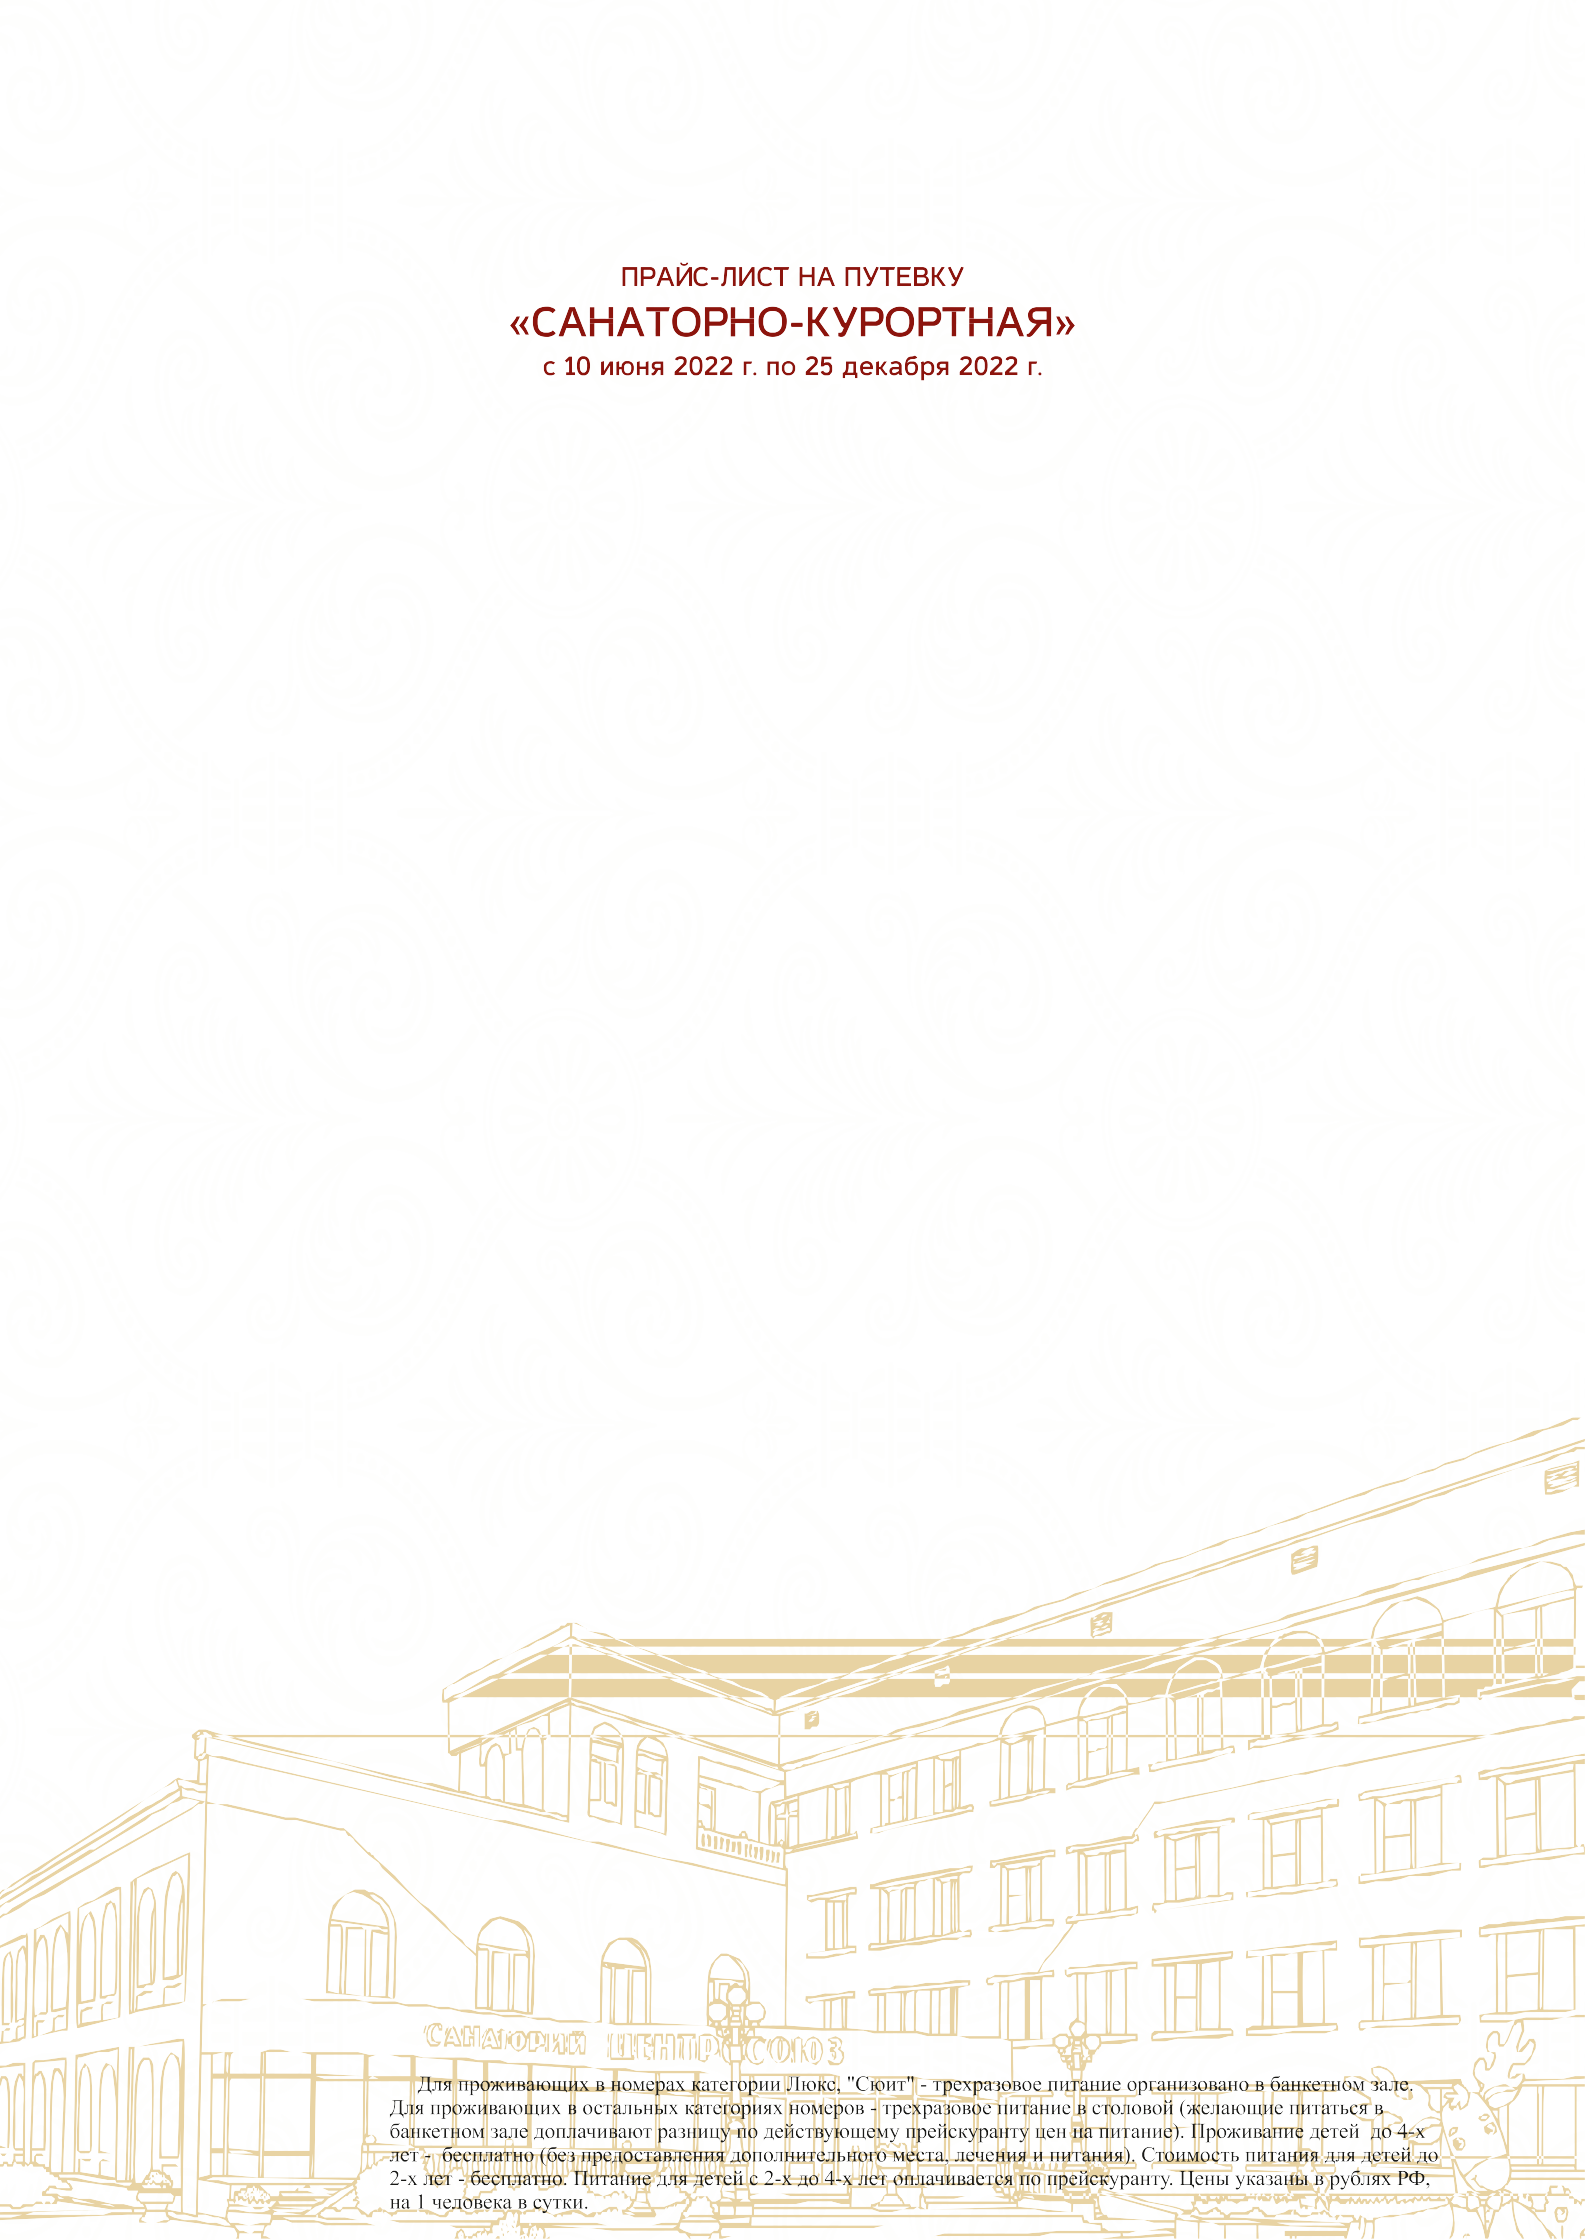 ПРАЙС-ЛИСТ НА ПУТЕВКУ
«САНАТОРНО-КУРОРТНАЯ»
с 10 июня 2022 г. по 25 декабря 2022 г.
САНАТОРИЙ ЦЕНТРОСОЮЗ
Для проживающих в номерах категории Люкс, "Сюит" - трехразовое питание организовано в банкетном зале.
Для проживающих в остальных категориях номеров - трехразовое питание в столовой (желающие питаться в
банкетном зале доплачивают разницу по действующему прейскуранту цен на питание). Проживание детей до 4-х
лет - бесплатно (без предоставления дополнительного места, лечения и питания). Стоимость питания для детей до
2-х лет - бесплатно. Питание для детей с 2-х до 4-х лет оплачивается по прейскуранту. Цены указаны в рублях РФ,
на 1 человека в сутки.